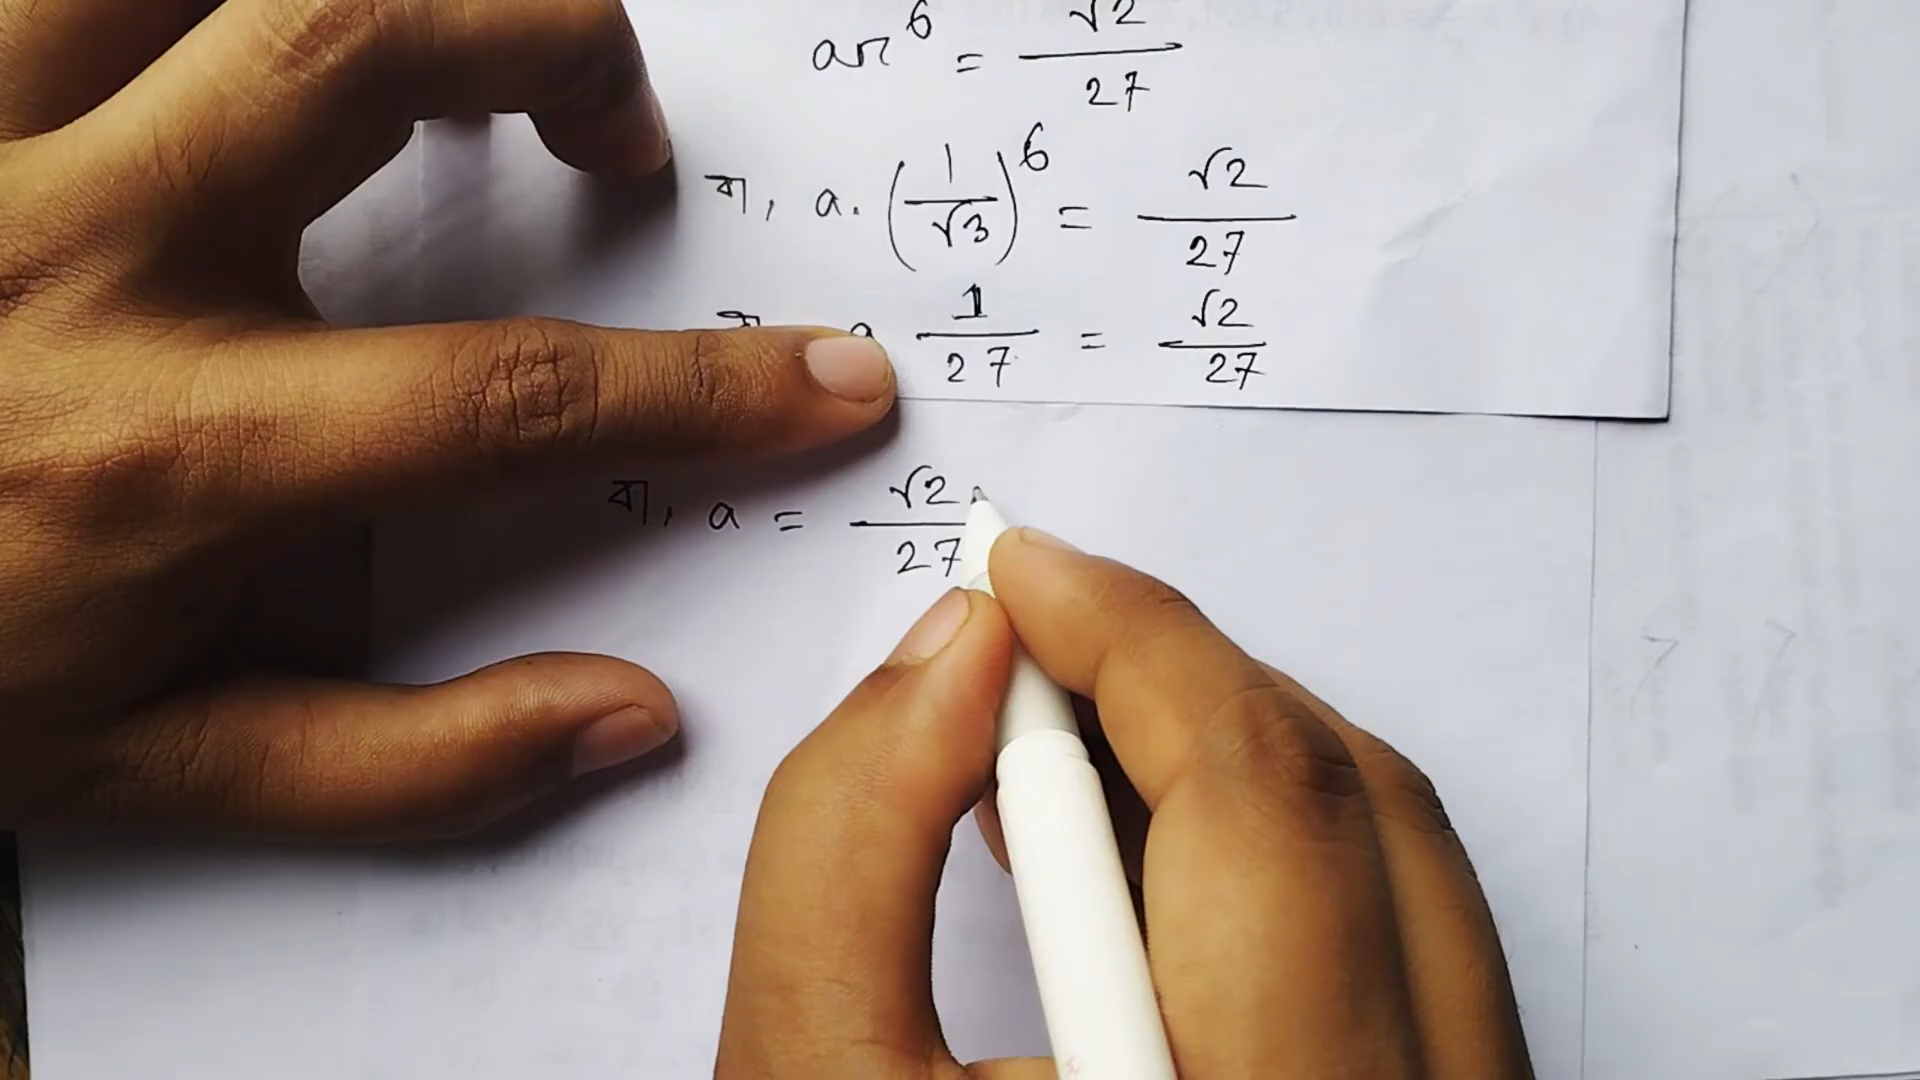 ar⁶ = √2/27
বা, a. (1/√3)⁶ = √2/27
বা, a 1/27 = √2/27
বা, a = √2/27